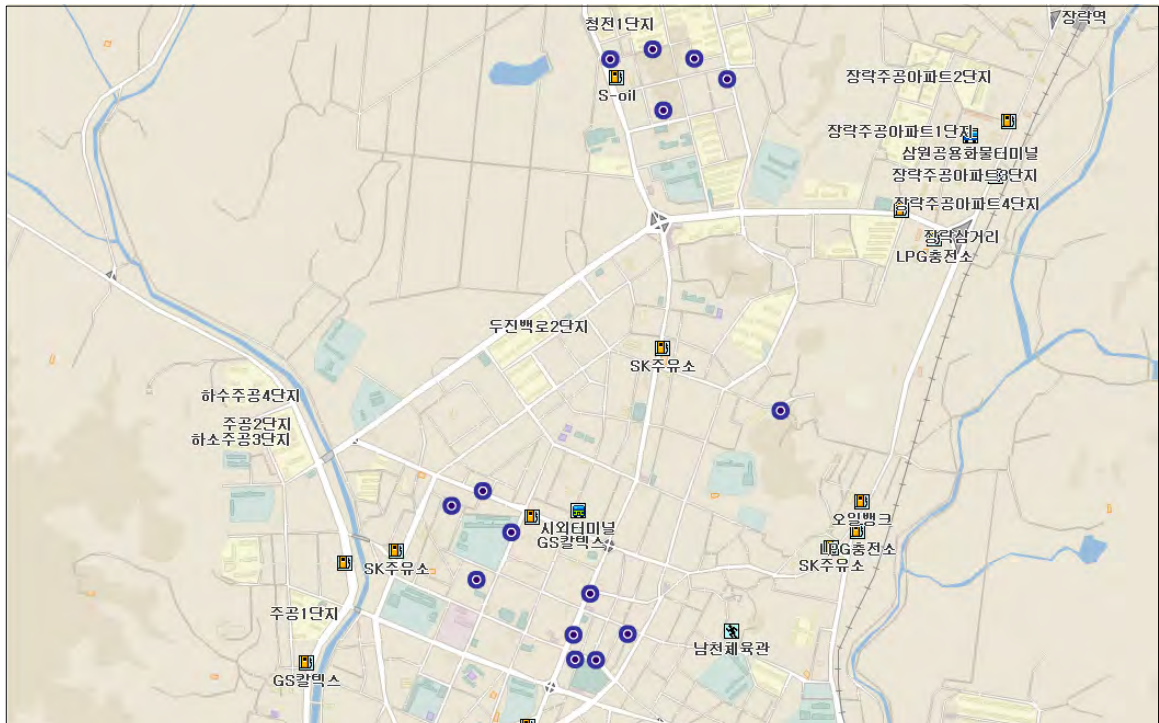 청전1단지
장락역
S-oil
장락주공아파트2단지
장락주공아파트1단지
삼원공용화물터미널
장락주공아파트3단지
장락주공아파트4단지
장락삼거리
LPG충전소
두진백로2단지
SK주유소
하수주공4단지
주공2단지
하소주공3단지
오일뱅크
시외터미널
GS칼텍스
LPG충전소
SK주유소
SK주유소
주공1단지
남천체육관
GS칼텍스